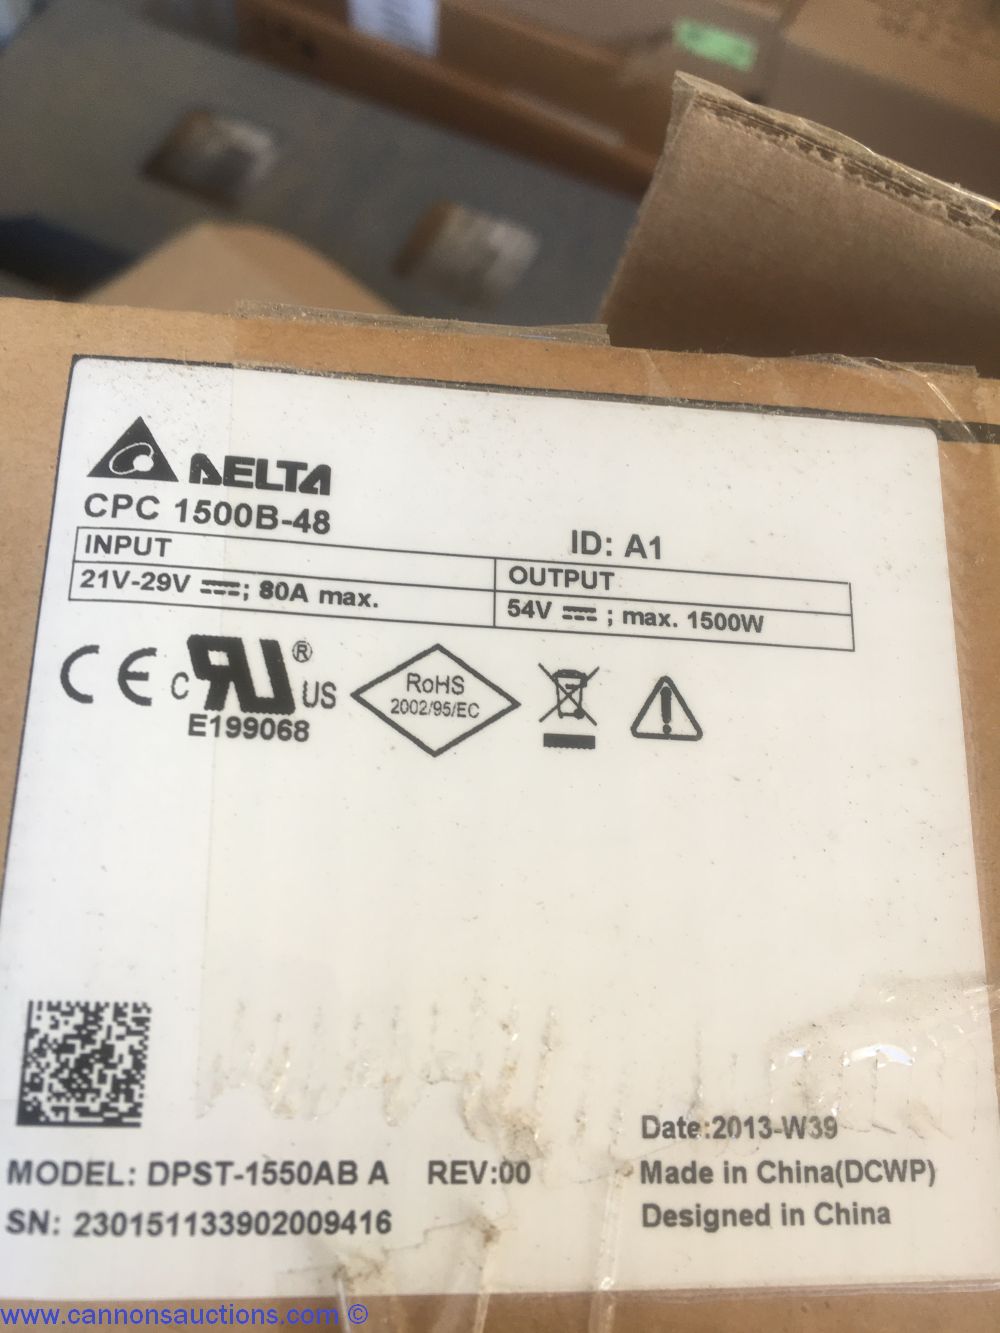 DELTA
CPC 1500B-48
ID: A1
INPUT
OUTPUT
21V-29V ⎓; 80A max.
54V ⎓ ; max. 1500W
CE
c RU ® US
E199068
RoHS
2002/95/EC
Date:2013-W39
MODEL: DPST-1550AB A REV:00
Made in China(DCWP)
SN: 230151133902009416
Designed in China
www.cannonsauctions.com ©